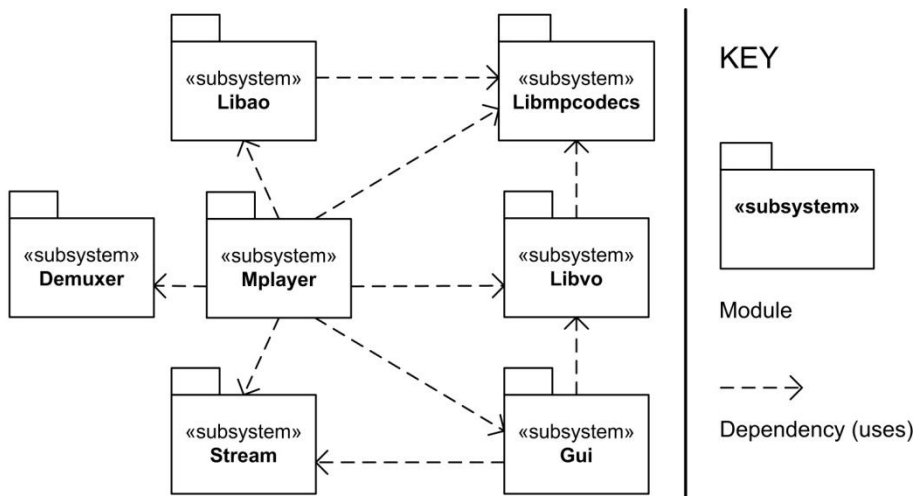 «subsystem»
Libao
«subsystem»
Libmpcodecs
«subsystem»
Demuxer
«subsystem»
Mplayer
«subsystem»
Libvo
«subsystem»
Stream
«subsystem»
Gui
KEY
«subsystem»
Module
Dependency (uses)